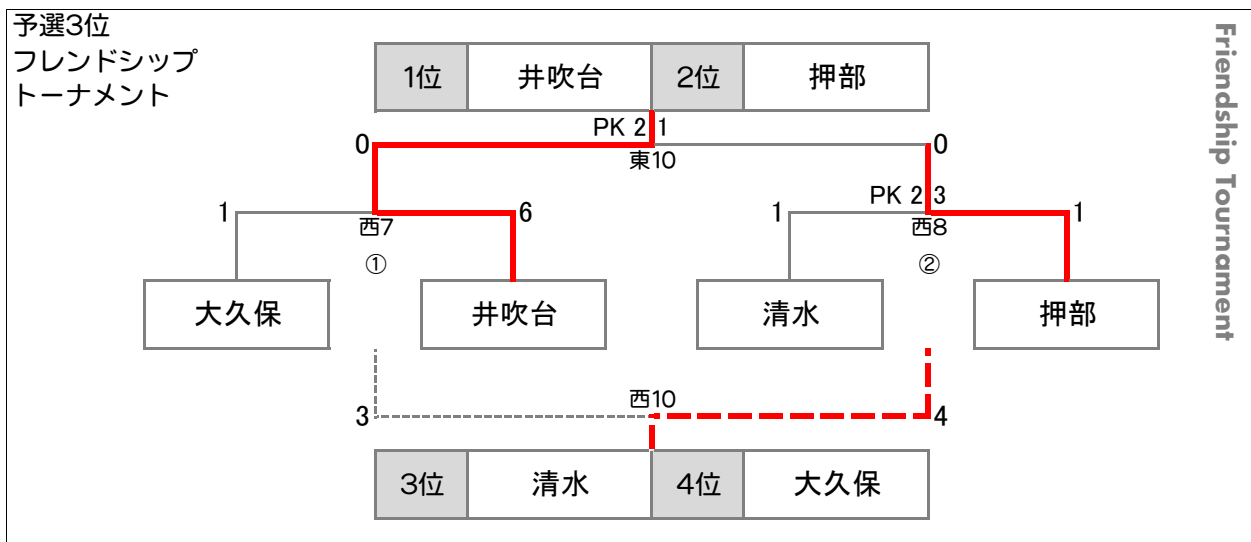 予選3位
フレンドシップ
トーナメント
Friendship Tournament
1位 井吹台 2位 押部
PK 2 1
0 東10 0
PK 2 3
1 西7 6 1 西8 1
① ②
大久保 井吹台 清水 押部
西10
3 4
3位 清水 4位 大久保